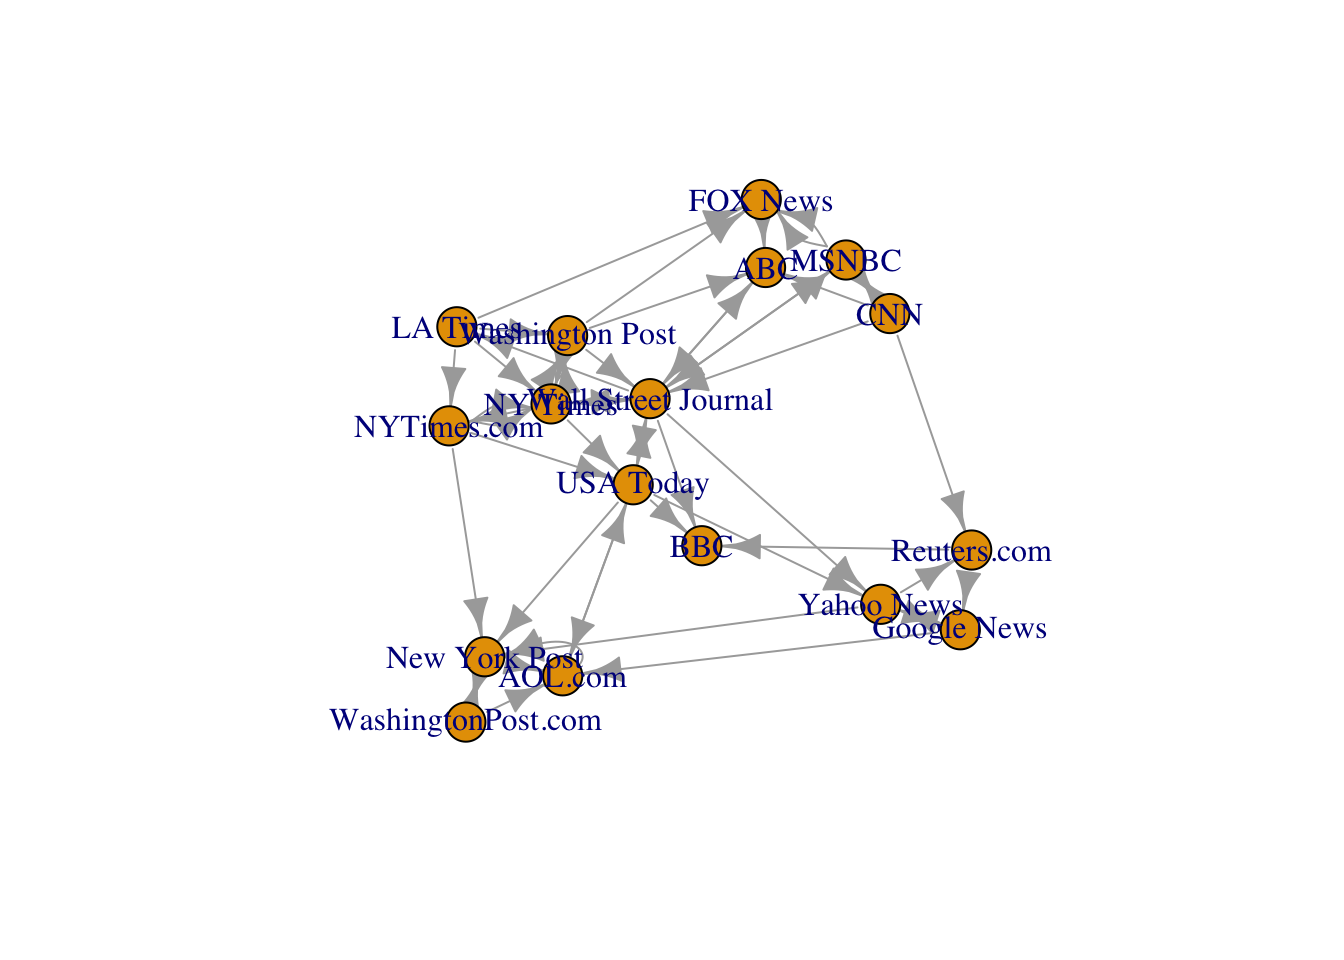 FOX News
ABC
MSNBC
CNN
LA Times
Washington Post
NY Times
Wall Street Journal
NYTimes.com
USA Today
BBC
Reuters.com
Yahoo News
Google News
New York Post
AOL.com
WashingtonPost.com